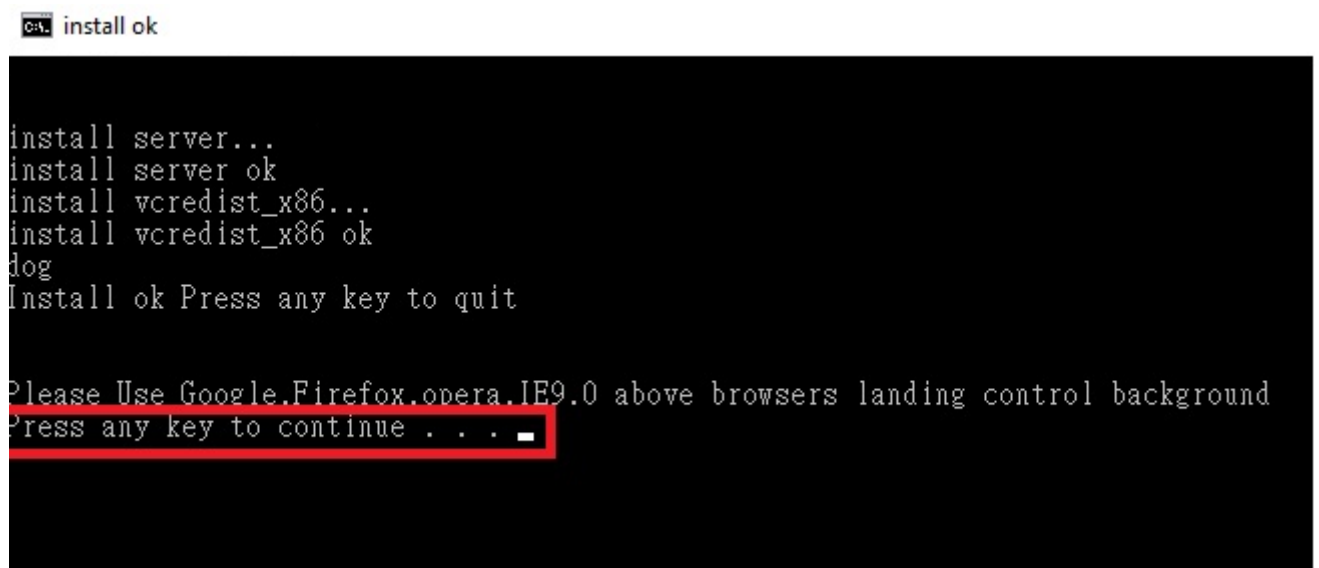 install ok
install server...
install server ok
install vcredist_x86...
install vcredist_x86 ok
dog
Install ok Press any key to quit
Please Use Google.Firefox.opera.IE9.0 above browsers landing control background
Press any key to continue . . .